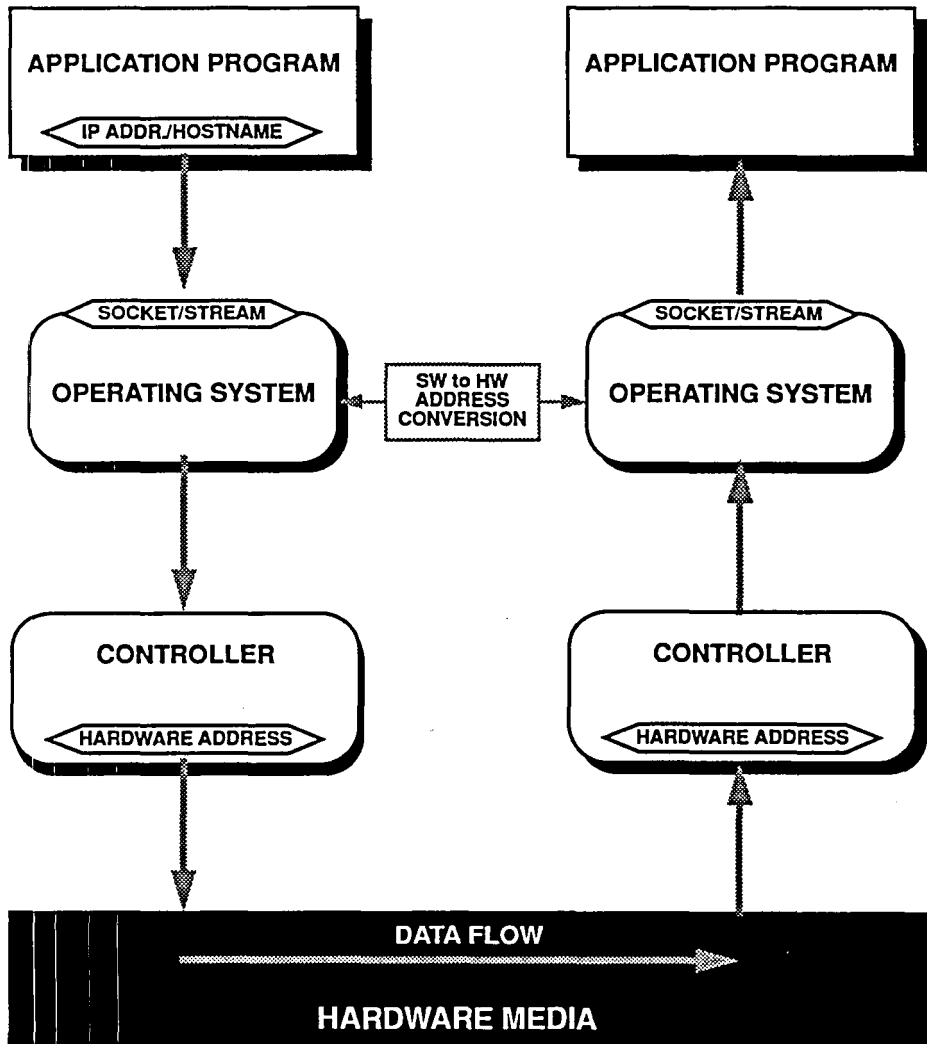 APPLICATION PROGRAM
IP ADDR./HOSTNAME
APPLICATION PROGRAM
SOCKET/STREAM
OPERATING SYSTEM
SW to HW
ADDRESS
CONVERSION
SOCKET/STREAM
OPERATING SYSTEM
CONTROLLER
HARDWARE ADDRESS
CONTROLLER
HARDWARE ADDRESS
DATA FLOW
HARDWARE MEDIA